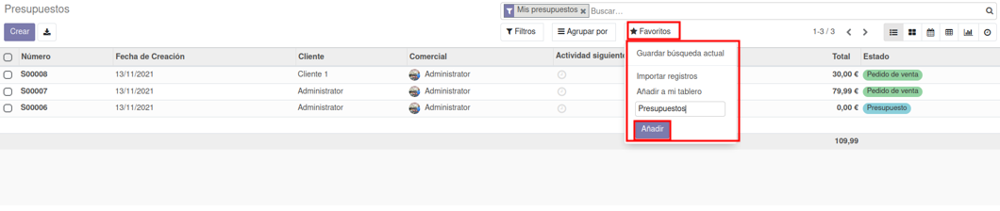 Presupuestos
Mis presupuestos x Buscar...
Crear
Filtros Agrupar por Favoritos 1-3 / 3
Número Fecha de Creación Cliente Comercial Actividad siguiente Total Estado
S00008 13/11/2021 Cliente 1 Administrator 30,00 € Pedido de venta
S00007 13/11/2021 Administrator Administrator 79,99 € Pedido de venta
S00006 13/11/2021 Administrator Administrator 0,00 € Presupuesto
109,99
Guardar búsqueda actual
Importar registros
Añadir a mi tablero
Presupuestos
Añadir